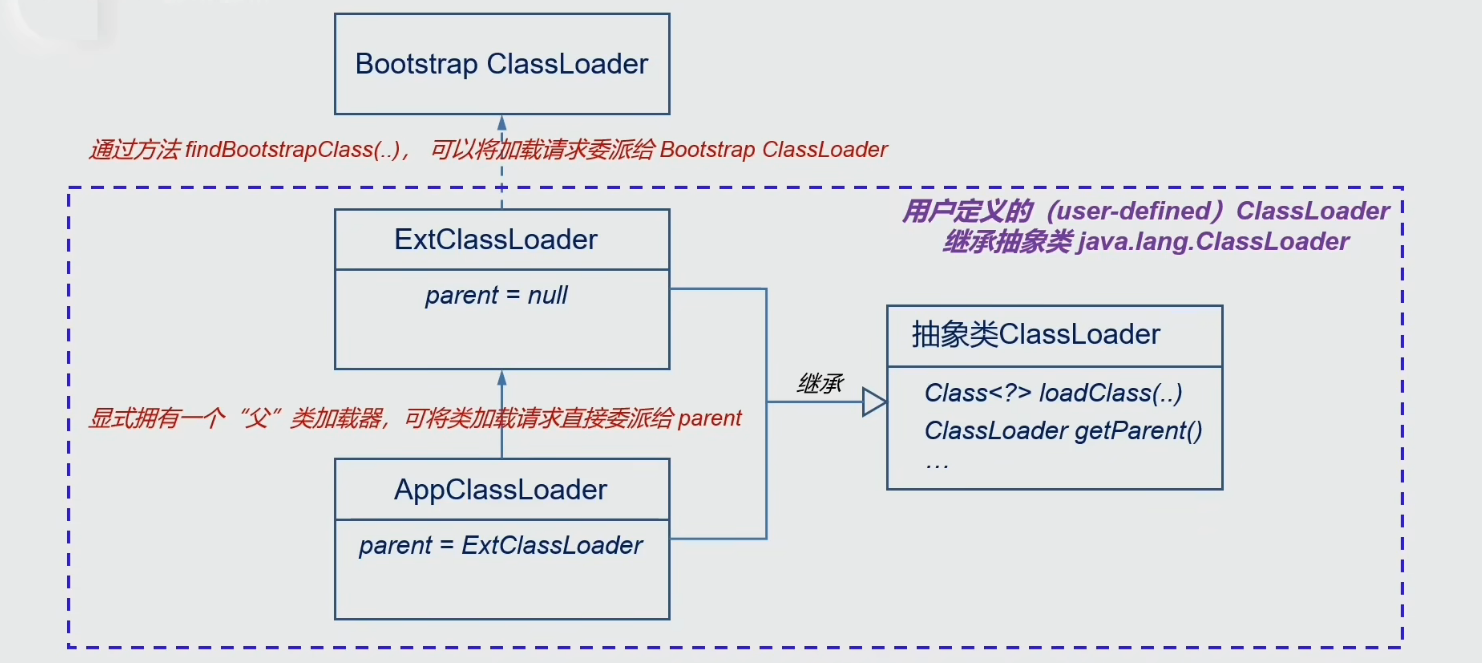 Bootstrap ClassLoader
通过方法 findBootstrapClass(..)， 可以将加载请求委派给 Bootstrap ClassLoader
用户定义的（user-defined）ClassLoader
继承抽象类 java.lang.ClassLoader
ExtClassLoader
parent = null
抽象类ClassLoader
继承
Class<?> loadClass(..)
ClassLoader getParent()
…
显式拥有一个“父”类加载器，可将类加载请求直接委派给 parent
AppClassLoader
parent = ExtClassLoader